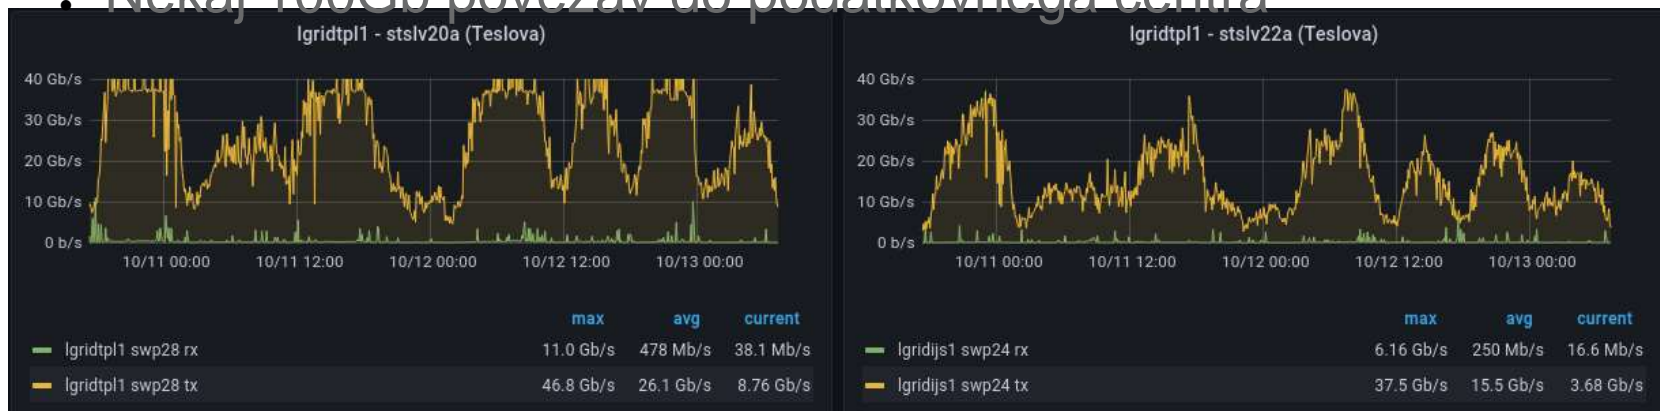 • Nekaj 100Gb povezav do podatkovnega centra
lgridtpl1 - stslv20a (Teslova)
40 Gb/s
30 Gb/s
20 Gb/s
10 Gb/s
0 b/s
10/11 00:00 10/11 12:00 10/12 00:00 10/12 12:00 10/13 00:00
max avg current
lgridtpl1 swp28 rx 11.0 Gb/s 478 Mb/s 38.1 Mb/s
lgridtpl1 swp28 tx 46.8 Gb/s 26.1 Gb/s 8.76 Gb/s
lgridtpl1 - stslv22a (Teslova)
40 Gb/s
30 Gb/s
20 Gb/s
10 Gb/s
0 b/s
10/11 00:00 10/11 12:00 10/12 00:00 10/12 12:00 10/13 00:00
max avg current
lgridijs1 swp24 rx 6.16 Gb/s 250 Mb/s 16.6 Mb/s
lgridijs1 swp24 tx 37.5 Gb/s 15.5 Gb/s 3.68 Gb/s